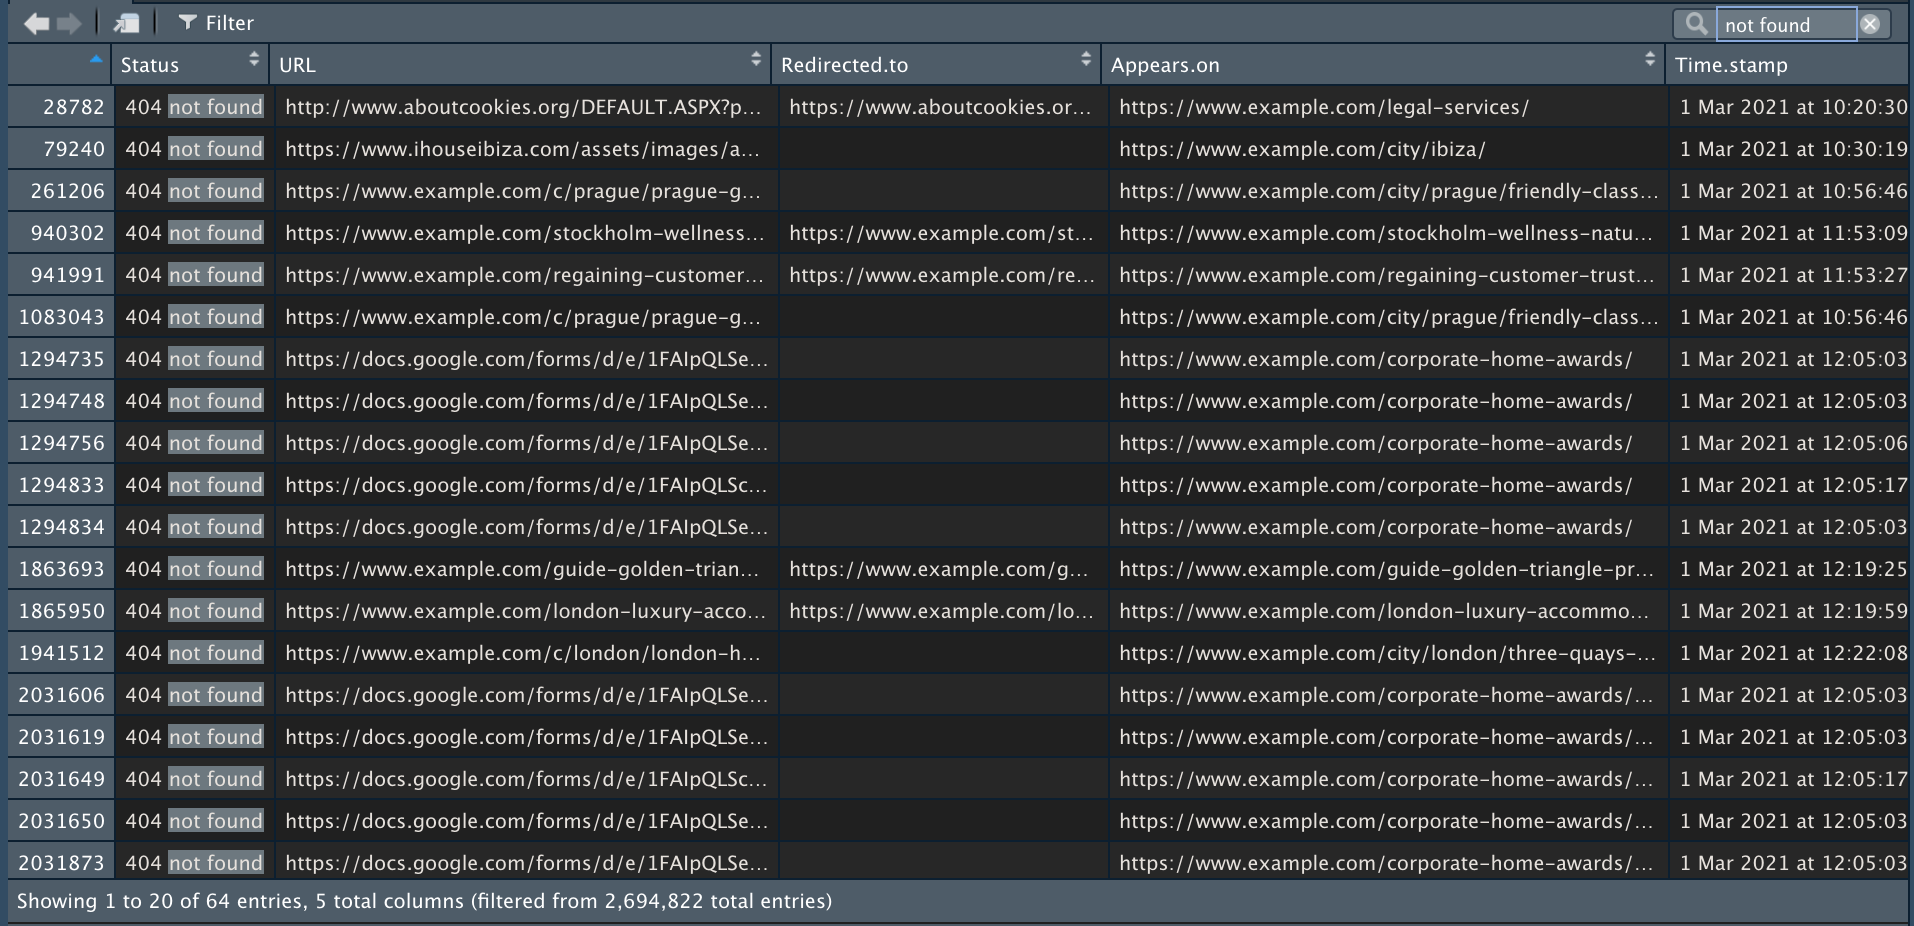 Filter not found
Status URL Redirected.to Appears.on Time.stamp
28782 404 not found http://www.aboutcookies.org/DEFAULT.ASPX?p... https://www.aboutcookies.or... https://www.example.com/legal-services/ 1 Mar 2021 at 10:20:30
79240 404 not found https://www.ihouseibiza.com/assets/images/a... https://www.example.com/city/ibiza/ 1 Mar 2021 at 10:30:19
261206 404 not found https://www.example.com/c/prague/prague-g... https://www.example.com/city/prague/friendly-class... 1 Mar 2021 at 10:56:46
940302 404 not found https://www.example.com/stockholm-wellness... https://www.example.com/st... https://www.example.com/stockholm-wellness-natu... 1 Mar 2021 at 11:53:09
941991 404 not found https://www.example.com/regaining-customer... https://www.example.com/re... https://www.example.com/regaining-customer-trust... 1 Mar 2021 at 11:53:27
1083043 404 not found https://www.example.com/c/prague/prague-g... https://www.example.com/city/prague/friendly-class... 1 Mar 2021 at 10:56:46
1294735 404 not found https://docs.google.com/forms/d/e/1FAIpQLSe... https://www.example.com/corporate-home-awards/ 1 Mar 2021 at 12:05:03
1294748 404 not found https://docs.google.com/forms/d/e/1FAIpQLSe... https://www.example.com/corporate-home-awards/ 1 Mar 2021 at 12:05:03
1294756 404 not found https://docs.google.com/forms/d/e/1FAIpQLSe... https://www.example.com/corporate-home-awards/ 1 Mar 2021 at 12:05:06
1294833 404 not found https://docs.google.com/forms/d/e/1FAIpQLSc... https://www.example.com/corporate-home-awards/ 1 Mar 2021 at 12:05:17
1294834 404 not found https://docs.google.com/forms/d/e/1FAIpQLSe... https://www.example.com/corporate-home-awards/ 1 Mar 2021 at 12:05:03
1863693 404 not found https://www.example.com/guide-golden-trian... https://www.example.com/g... https://www.example.com/guide-golden-triangle-pr... 1 Mar 2021 at 12:19:25
1865950 404 not found https://www.example.com/london-luxury-acco... https://www.example.com/lo... https://www.example.com/london-luxury-accommo... 1 Mar 2021 at 12:19:59
1941512 404 not found https://www.example.com/c/london/london-h... https://www.example.com/city/london/three-quays-... 1 Mar 2021 at 12:22:08
2031606 404 not found https://docs.google.com/forms/d/e/1FAIpQLSe... https://www.example.com/corporate-home-awards/... 1 Mar 2021 at 12:05:03
2031619 404 not found https://docs.google.com/forms/d/e/1FAIpQLSe... https://www.example.com/corporate-home-awards/... 1 Mar 2021 at 12:05:03
2031649 404 not found https://docs.google.com/forms/d/e/1FAIpQLSc... https://www.example.com/corporate-home-awards/... 1 Mar 2021 at 12:05:17
2031650 404 not found https://docs.google.com/forms/d/e/1FAIpQLSe... https://www.example.com/corporate-home-awards/... 1 Mar 2021 at 12:05:03
2031873 404 not found https://docs.google.com/forms/d/e/1FAIpQLSe... https://www.example.com/corporate-home-awards/... 1 Mar 2021 at 12:05:03
Showing 1 to 20 of 64 entries, 5 total columns (filtered from 2,694,822 total entries)